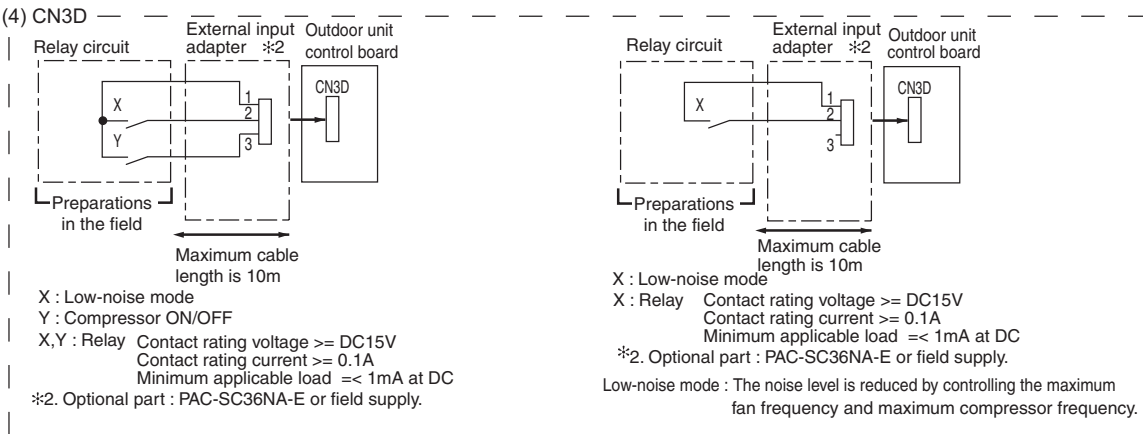 (4) CN3D
Relay circuit
External input
adapter ✻2
Outdoor unit
control board
X
Y
1
2
3
CN3D
Preparations
in the field
Maximum cable
length is 10m
X : Low-noise mode
Y : Compressor ON/OFF
X,Y : Relay Contact rating voltage >= DC15V
Contact rating current >= 0.1A
Minimum applicable load =< 1mA at DC
✻2. Optional part : PAC-SC36NA-E or field supply.
Relay circuit
External input
adapter ✻2
Outdoor unit
control board
X
1
2
3
CN3D
Preparations
in the field
Maximum cable
length is 10m
X : Low-noise mode
X : Relay Contact rating voltage >= DC15V
Contact rating current >= 0.1A
Minimum applicable load =< 1mA at DC
✻2. Optional part : PAC-SC36NA-E or field supply.
Low-noise mode : The noise level is reduced by controlling the maximum
fan frequency and maximum compressor frequency.